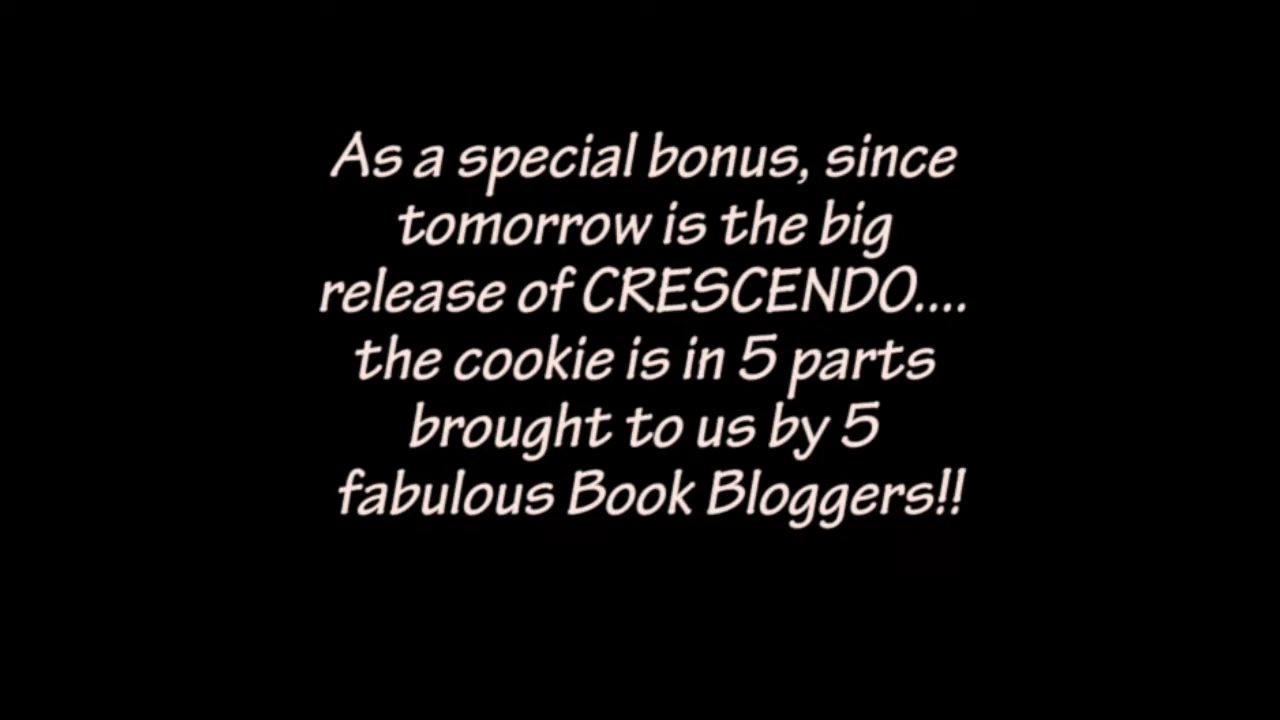 As a special bonus, since
tomorrow is the big
release of CRESCENDO....
the cookie is in 5 parts
brought to us by 5
fabulous Book Bloggers!!